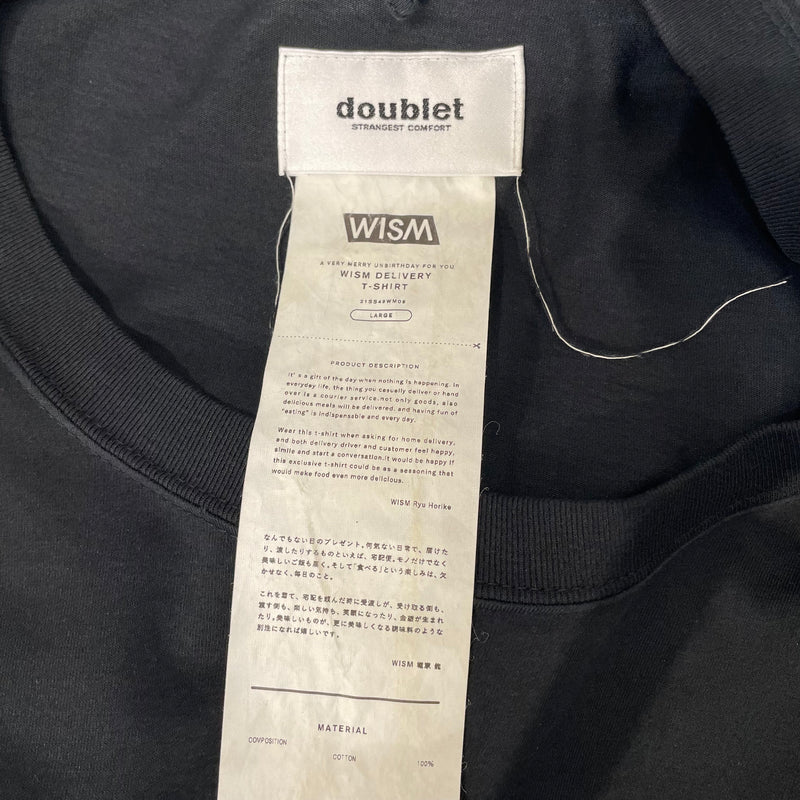 doublet
STRANGEST COMFORT
WISM
A VERY MERRY UNBIRTHDAY FOR YOU
WISM DELIVERY
T-SHIRT
21SS49WM06
LARGE
PRODUCT DESCRIPTION
It's a gift of the day when nothing is happening. In
everyday life, the thing you casually deliver or hand
over is a courier service.not only goods, also
delicious meals will be delivered, and having fun of
"eating" is indispensable and every day.
Wear this t-shirt when asking for home delivery,
and both delivery driver and customer feel happy,
simile and start a conversation.It would be happy if
this exclusive t-shirt could be as a seasoning that
would make food even more delicious.
WISM Ryu Horike
なんでもない日のプレゼント。何気ない日常で、届けた
り、渡したりするものといえば、宅配便。モノだけでなく
美味しいご飯も届く。そして「食べる」という楽しみは、欠
かせなく、毎日のこと。
これを着て、宅配を頼んだ時に受渡しが、受け取る側も、
渡す側も、楽しい気持ち、笑顔になったり、会話が生まれ
たり。美味しいものが、更に美味しくなる調味料のような
別注になれば嬉しいです。
WISM 堀家 龍
MATERIAL
COVPOSITION
COTTON
100%